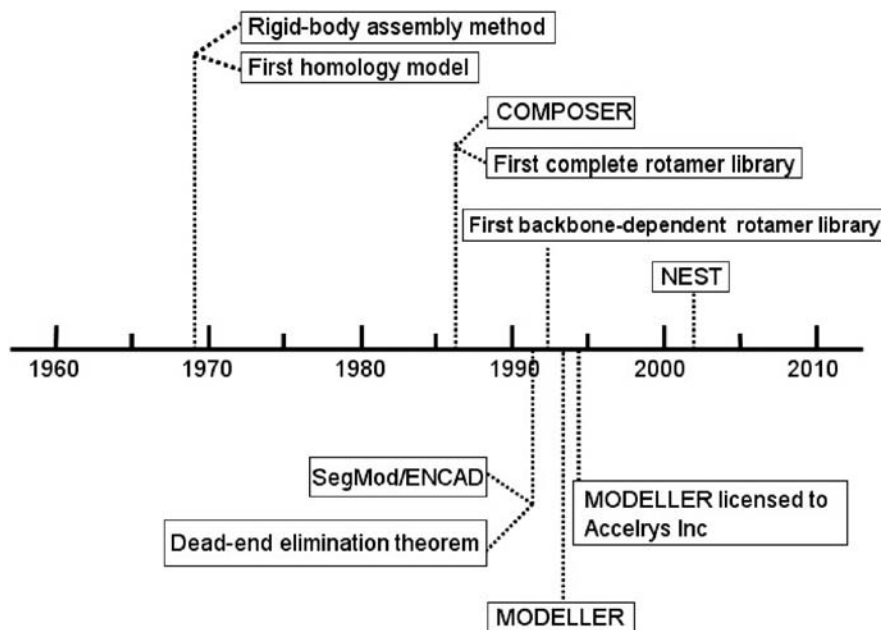 Rigid-body assembly method
First homology model
COMPOSER
First complete rotamer library
First backbone-dependent rotamer library
NEST
1960 1970 1980 1990 2000 2010
SegMod/ENCAD
Dead-end elimination theorem
MODELLER licensed to
Accelrys Inc
MODELLER